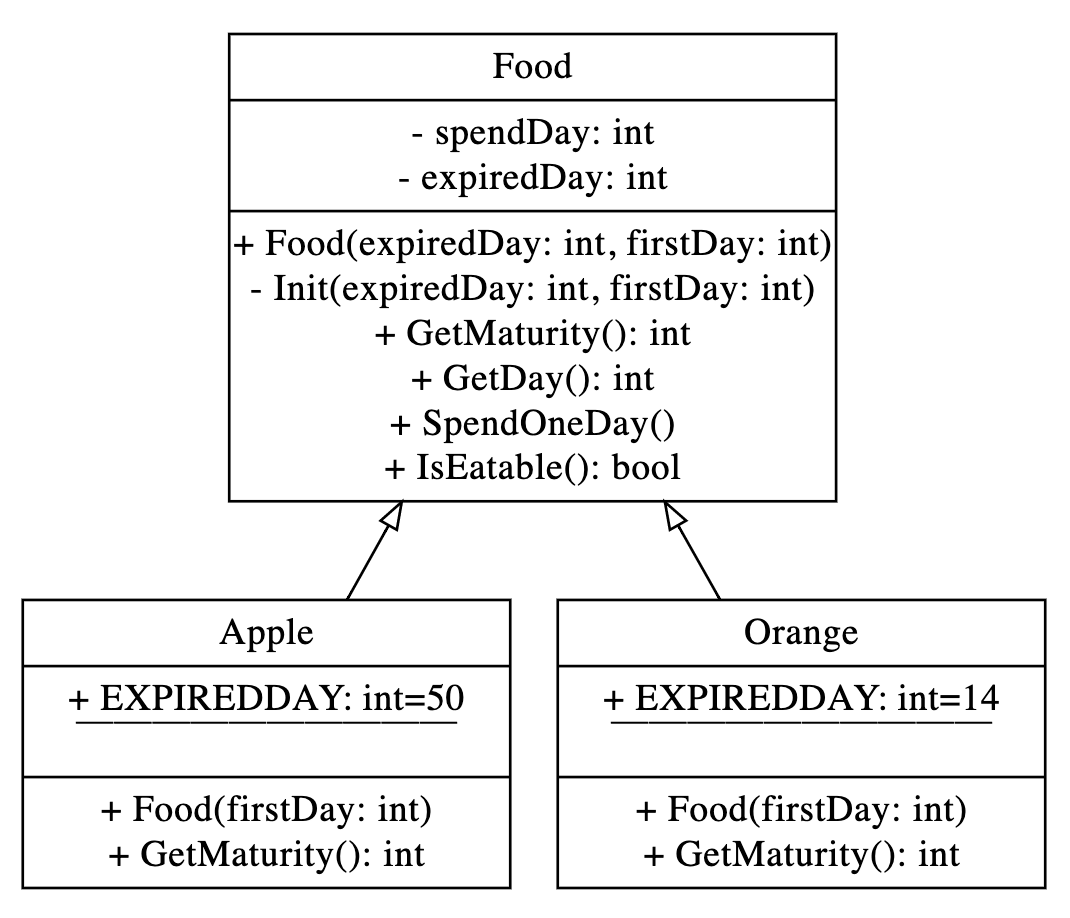 Food
- spendDay: int
- expiredDay: int
+ Food(expiredDay: int, firstDay: int)
- Init(expiredDay: int, firstDay: int)
+ GetMaturity(): int
+ GetDay(): int
+ SpendOneDay()
+ IsEatable(): bool
Apple
+ EXPIREDDAY: int=50
+ Food(firstDay: int)
+ GetMaturity(): int
Orange
+ EXPIREDDAY: int=14
+ Food(firstDay: int)
+ GetMaturity(): int